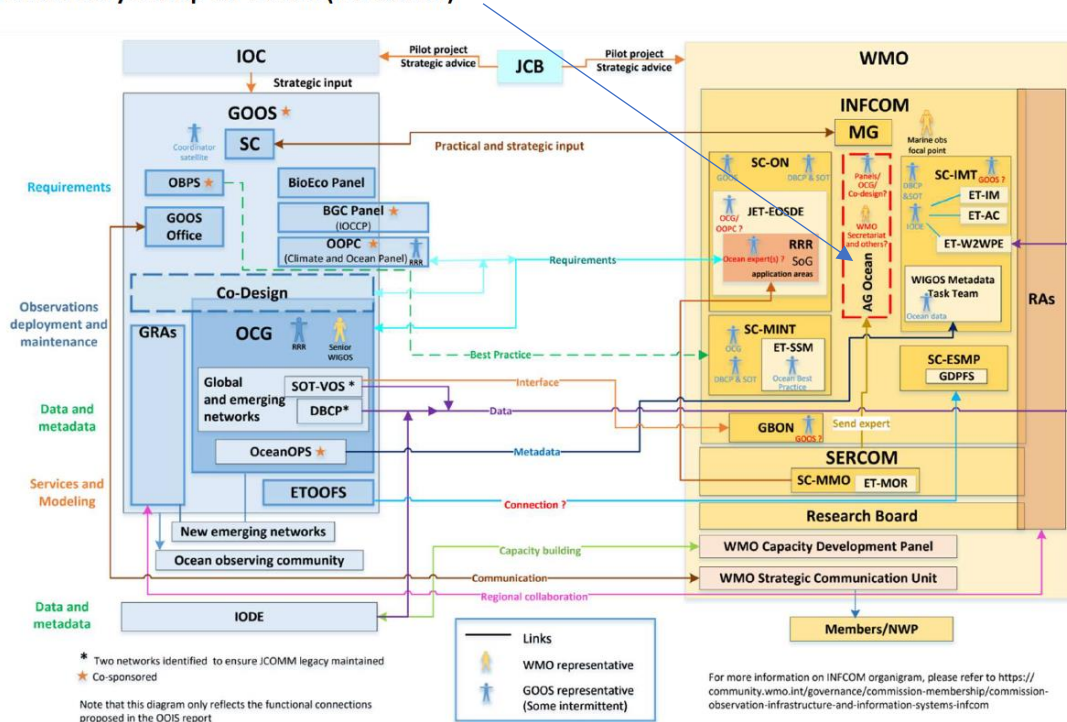 IOC
Pilot project
Strategic advice
JCB
Pilot project
Strategic advice
WMO
Strategic input
GOOS
Coordinator
satellite
SC
Practical and strategic input
INFCOM
MG
Marine obs
focal point
Requirements
OBPS
BioEco Panel
GOOS
Office
BGC Panel
(IOCCP)
OOPC
(Climate and Ocean Panel)
RRR
Requirements
SC-ON
GOOS
DBCP & SOT
OCG/
OOPC ?
JET-EOSDE
Ocean expert(s) ?
RRR
SoG
application areas
Panels/
OCG/
Co-design?
WMO
Secretariat
and others?
AG Ocean
SC-IMT
GOOS ?
DBCP
&SOT
IODE
ET-IM
ET-AC
ET-W2WPE
WIGOS Metadata
-Task Team
Ocean data
RAs
Co-Design
Observations
deployment and
maintenance
GRAs
OCG
RRR
Senior
WIGOS
Best Practice
SC-MINT
OCG
DBCP & SOT
ET-SSM
Ocean Best
Practice
SC-ESMP
GDPFS
Global
and emerging
networks
SOT-VOS *
DBCP*
Interface
Data
Data and
metadata
GBON
GOOS ?
Send expert
OceanOPS
Metadata
SERCOM
SC-MMO
ET-MOR
Services and
Modeling
ETOOFS
Connection ?
Research Board
New emerging networks
Ocean observing community
Capacity building
WMO Capacity Development Panel
Communication
WMO Strategic Communication Unit
Regional collaboration
Data and
metadata
IODE
Members/NWP
Links
WMO representative
GOOS representative
(Some intermittent)
* Two networks identified to ensure JCOMM legacy maintained
Co-sponsored
Note that this diagram only reflects the functional connections
proposed in the OOIS report
For more information on INFCOM organigram, please refer to https://
community.wmo.int/governance/commission-membership/commission-
observation-infrastructure-and-information-systems-infcom